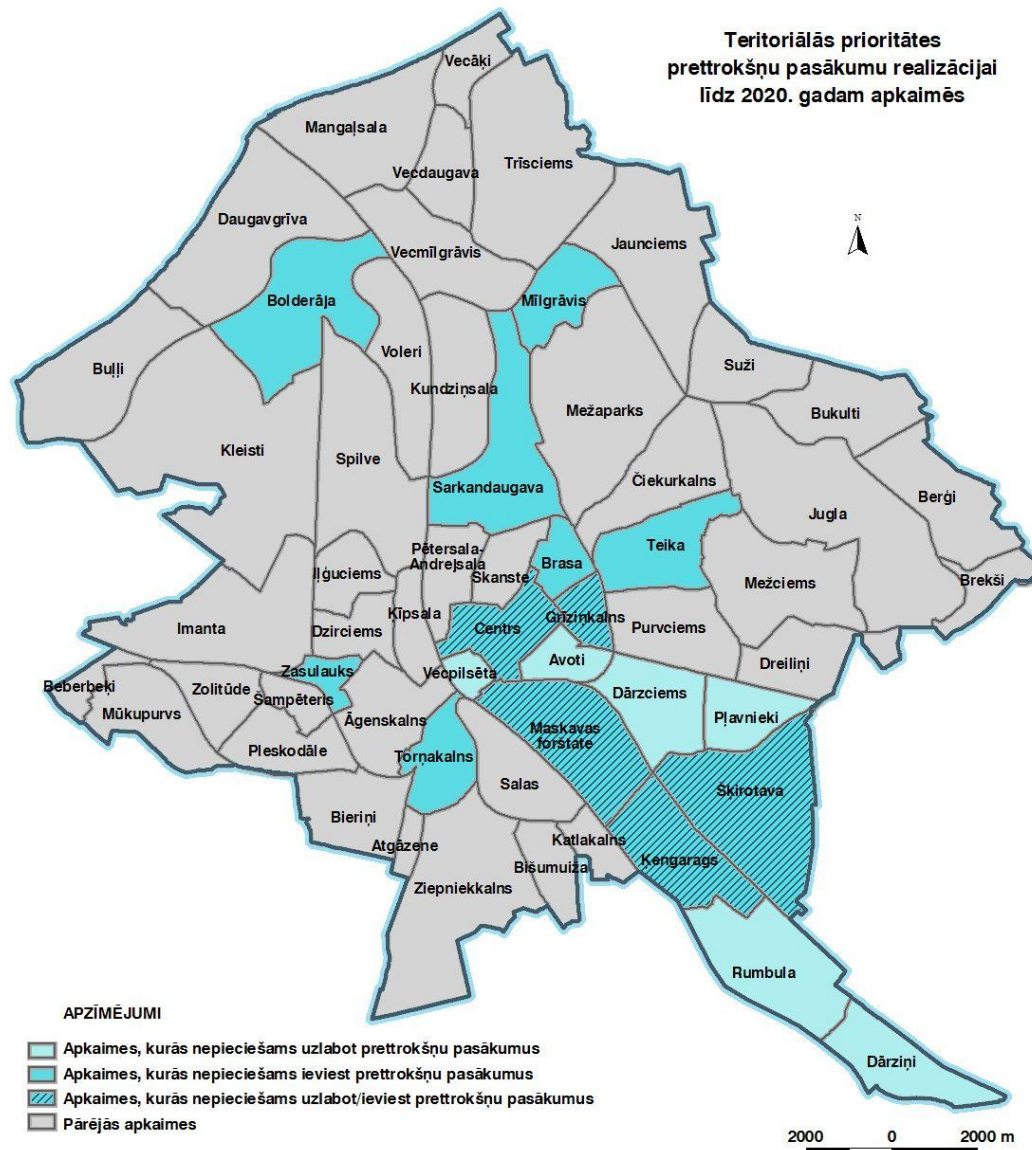 Teritoriālās prioritātes
prettrokšņu pasākumu realizācijai
līdz 2020. gadam apkaimēs
Vecāķi
Mangaļsala
Vecdaugava
Trīsciems
Daugavgrīva
Vecmīlgrāvis
Jaunciems
N
Bolderāja
Mīlgrāvis
Buļļi
Voleri
Kundziņsala
Suži
Mežaparks
Bukulti
Kleisti
Spilve
Sarkandaugava
Čiekurkalns
Berģi
Jugla
Pētersala-
Andrejsala
Teika
Iļģuciems
Skanste
Brasa
Mežciems
Brekši
Ķīpsala
Grīziņkalns
Imanta
Dzirciems
Centrs
Purvciems
Avoti
Dreiliņi
Zasulauks
Vecpilsēta
Beberbeķi
Zolitūde
Šampēteris
Dārzciems
Mūkupurvs
Āgenskalns
Pļavnieki
Maskavas
forštate
Pleskodāle
Torņakalns
Salas
Šķirotava
Bieriņi
Atgāzene
Katlakalns
Ķengarags
Bišumuiža
Ziepniekkalns
Rumbula
Dārziņi
APZĪMĒJUMI
Apkaimes, kurās nepieciešams uzlabot prettrokšņu pasākumus
Apkaimes, kurās nepieciešams ieviest prettrokšņu pasākumus
Apkaimes, kurās nepieciešams uzlabot/ieviest prettrokšņu pasākumus
Pārējās apkaimes
2000 0 2000 m